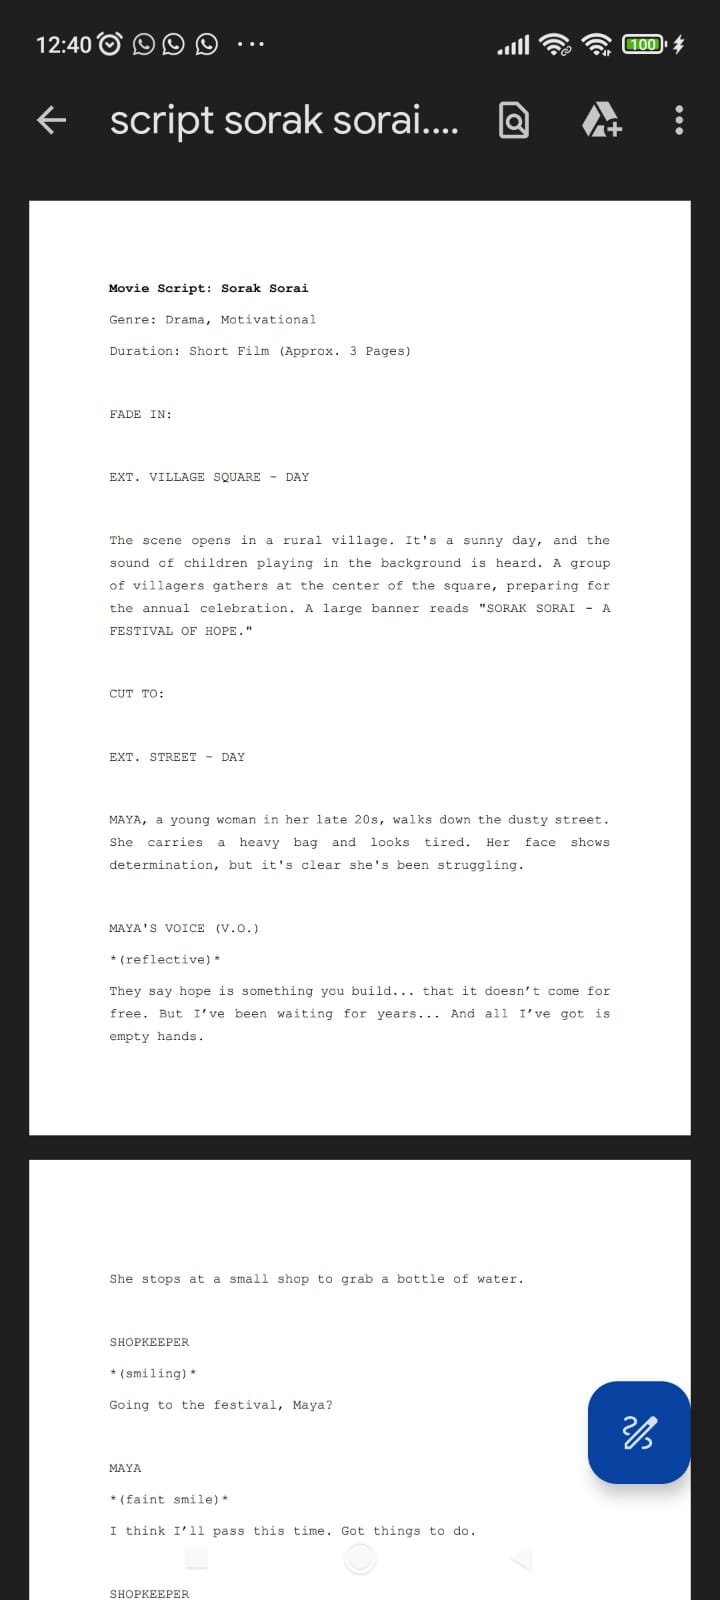 12:40
100
script sorak sorai....
Movie Script: Sorak Sorai
Genre: Drama, Motivational
Duration: Short Film (Approx. 3 Pages)
FADE IN:
EXT. VILLAGE SQUARE – DAY
The scene opens in a rural village. It's a sunny day, and the
sound of children playing in the background is heard. A group
of villagers gathers at the center of the square, preparing for
the annual celebration. A large banner reads "SORAK SORAI – A
FESTIVAL OF HOPE."
CUT TO:
EXT. STREET – DAY
MAYA, a young woman in her late 20s, walks down the dusty street.
She carries a heavy bag and looks tired. Her face shows
determination, but it's clear she's been struggling.
MAYA'S VOICE (V.O.)
*(reflective)*
They say hope is something you build... that it doesn’t come for
free. But I’ve been waiting for years... And all I’ve got is
empty hands.
She stops at a small shop to grab a bottle of water.
SHOPKEEPER
*(smiling)*
Going to the festival, Maya?
MAYA
*(faint smile)*
I think I’ll pass this time. Got things to do.
SHOPKEEPER